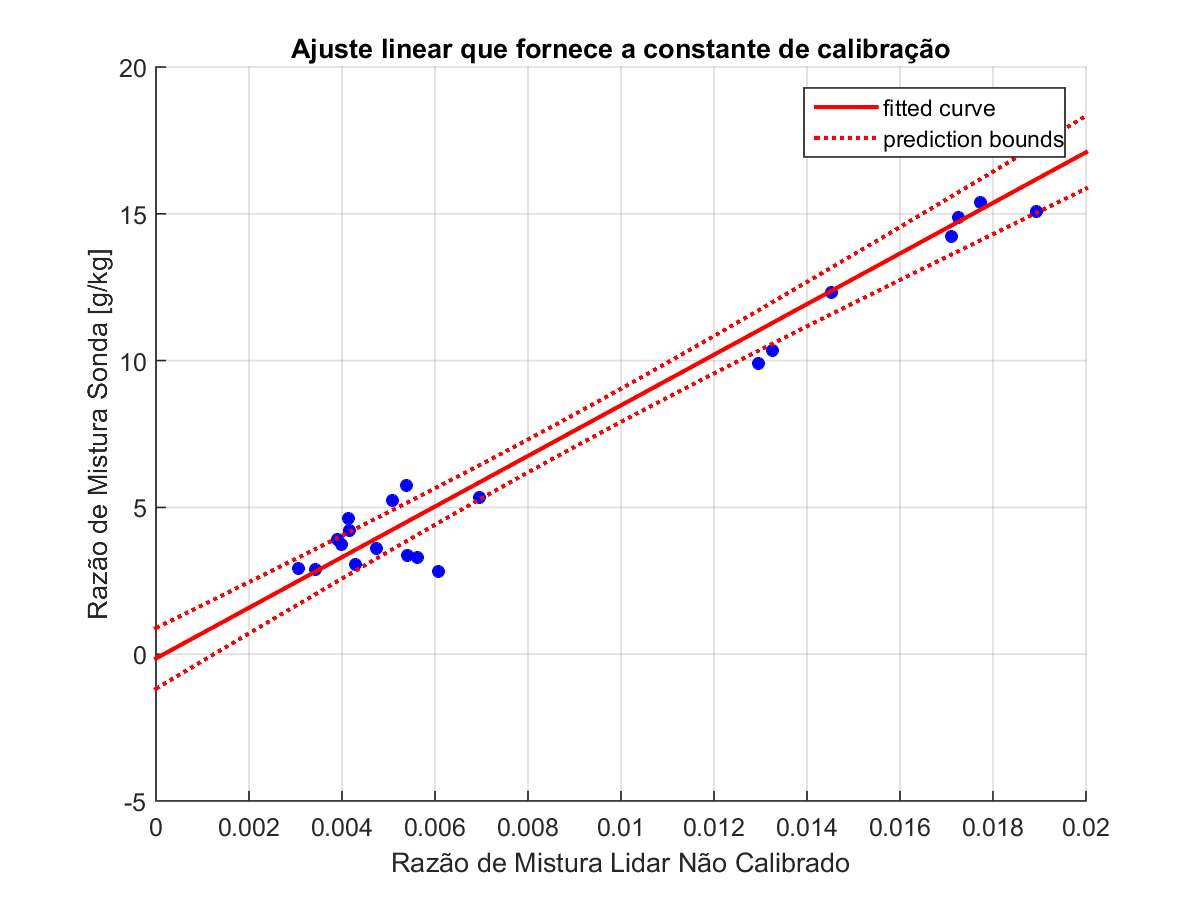 Ajuste linear que fornece a constante de calibração
fitted curve
prediction bounds
Razão de Mistura Sonda [g/kg]
20
15
10
5
0
-5
0 0.002 0.004 0.006 0.008 0.01 0.012 0.014 0.016 0.018 0.02
Razão de Mistura Lidar Não Calibrado